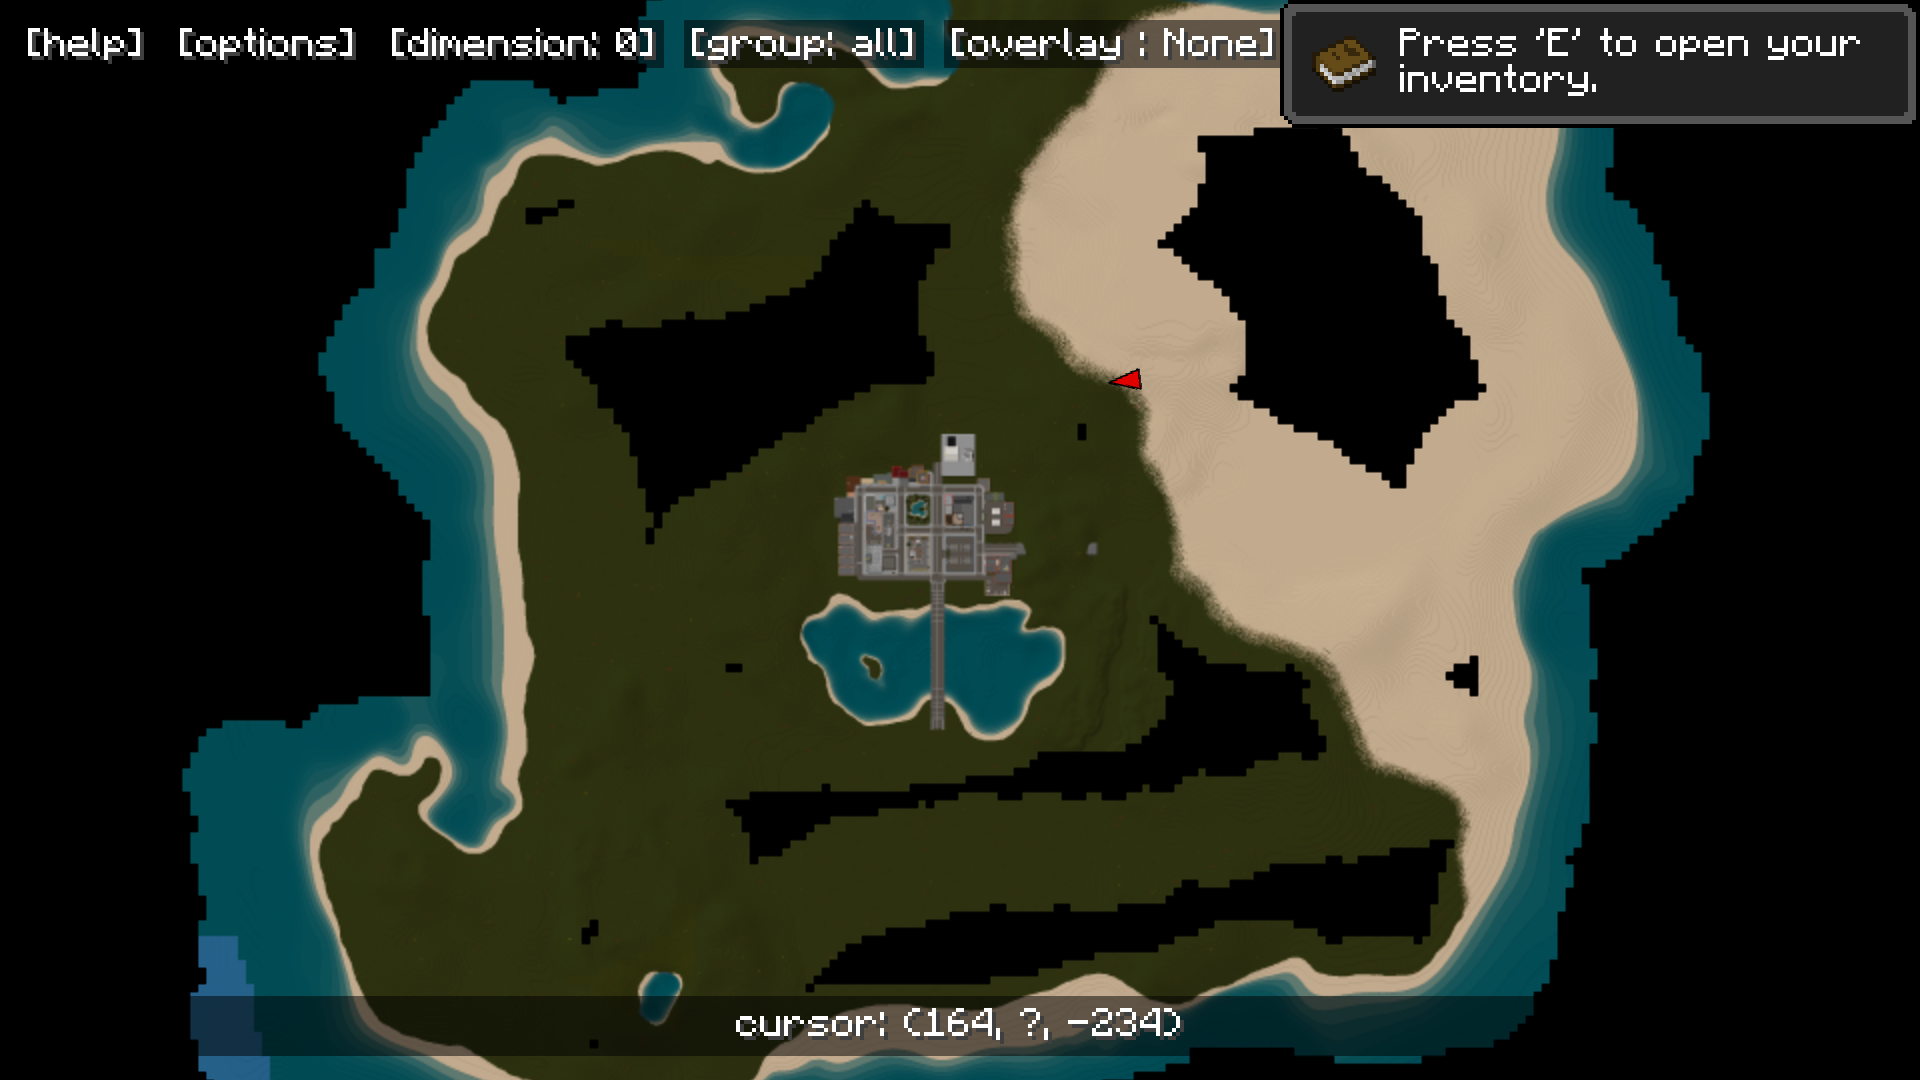 [help] [options] [dimension: 0] [group: all] [overlay : None]
Press 'E' to open your
inventory.
cursor: (164, ?, -234)